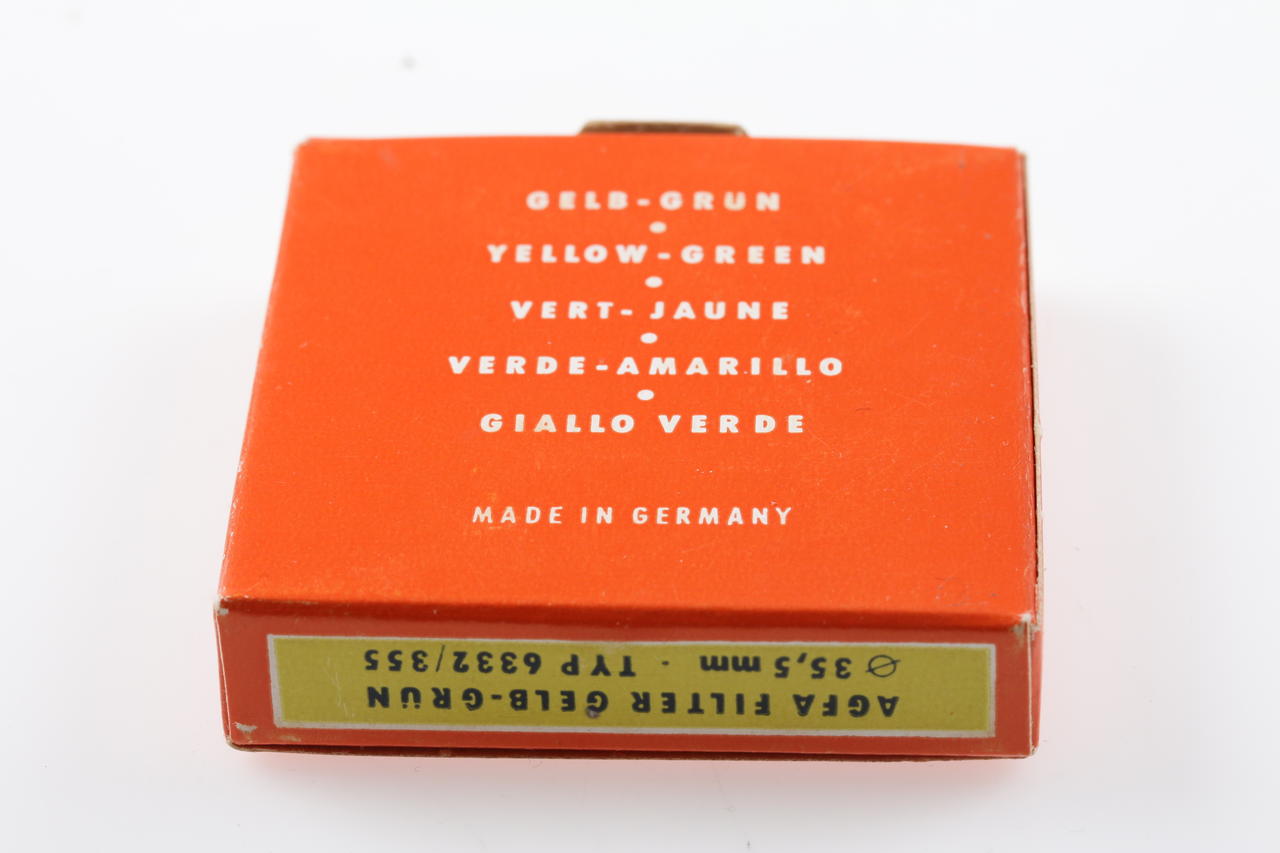 GELB-GRÜN
•
YELLOW-GREEN
•
VERT-JAUNE
•
VERDE-AMARILLO
•
GIALLO VERDE
MADE IN GERMANY
AGFA FILTER GELB-GRÜN
⌀ 35,5 mm · TYP 6332/355